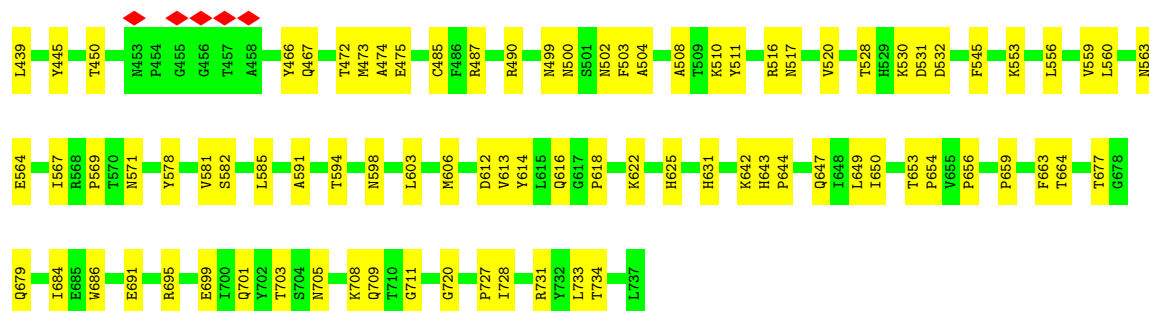 L439 Y445 T450 N453 P454 G455 G456 T457 A458 Y466 Q467 T472 M473 A474 E475 C485 F486 R487 R490 N499 N500 S501 N502 F503 A504 A508 T509 K510 Y511 R516 N517 V520 T528 H529 K530 D531 D532 F545 K553 L556 V559 L560 N563
E564 I567 R568 P569 T570 N571 Y578 V581 S582 L585 A591 T594 N598 L603 M606 D612 V613 Y614 L615 Q616 G617 P618 K622 H625 H631 K642 H643 P644 Q647 I648 L649 I650 T653 P654 V655 P656 P659 F663 T664 T677 G678
Q679 I684 E685 W686 E691 R695 E699 I700 Q701 Y702 T703 S704 N705 K708 Q709 T710 G711 G720 P727 I728 R731 Y732 L733 T734 L737